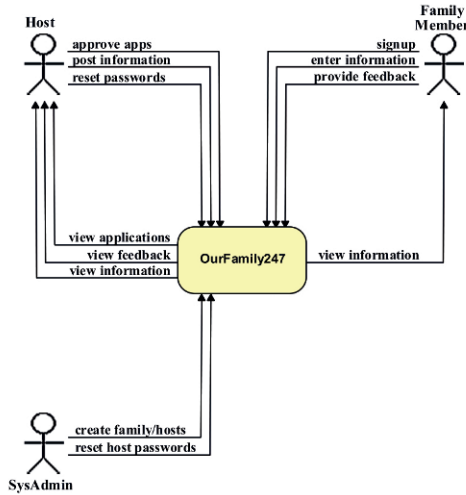 Host
Family
Member
approve apps
post information
reset passwords
signup
enter information
provide feedback
view applications
view feedback
view information
OurFamily247
view information
create family/hosts
reset host passwords
SysAdmin